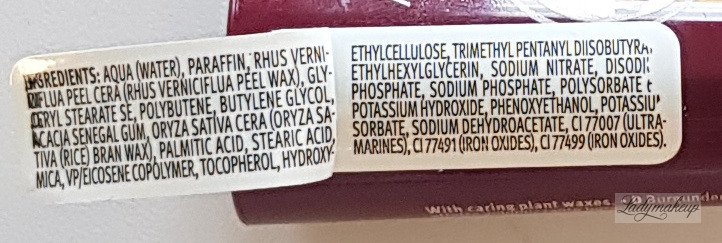 INGREDIENTS: AQUA (WATER), PARAFFIN, RHUS VERNI-
CIFLUA PEEL CERA (RHUS VERNICIFLUA PEEL WAX), GLY-
CERYL STEARATE SE, POLYBUTENE, BUTYLENE GLYCOL,
ACACIA SENEGAL GUM, ORYZA SATIVA CERA (ORYZA SA-
TIVA (RICE) BRAN WAX), PALMITIC ACID, STEARIC ACID,
MICA, VP/EICOSENE COPOLYMER, TOCOPHEROL, HYDROXY-
ETHYLCELLULOSE, TRIMETHYL PENTANYL DIISOBUTYRA
ETHYLHEXYLGLYCERIN, SODIUM NITRATE, DISODI
PHOSPHATE, SODIUM PHOSPHATE, POLYSORBATE
POTASSIUM HYDROXIDE, PHENOXYETHANOL, POTASSIU
SORBATE, SODIUM DEHYDROACETATE, CI 77007 (ULTRA-
MARINES), CI 77491 (IRON OXIDES), CI 77499 (IRON OXIDES).
With caring plant waxes.
Ladymakeup